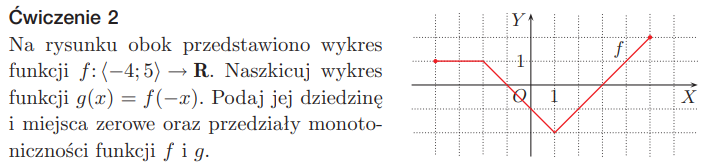 Ćwiczenie 2
Na rysunku obok przedstawiono wykres
funkcji f: ⟨−4; 5⟩ → R. Naszkicuj wykres
funkcji g(x) = f(−x). Podaj jej dziedzinę
i miejsca zerowe oraz przedziały monoto-
niczności funkcji f i g.
Y
f
1
O 1 X